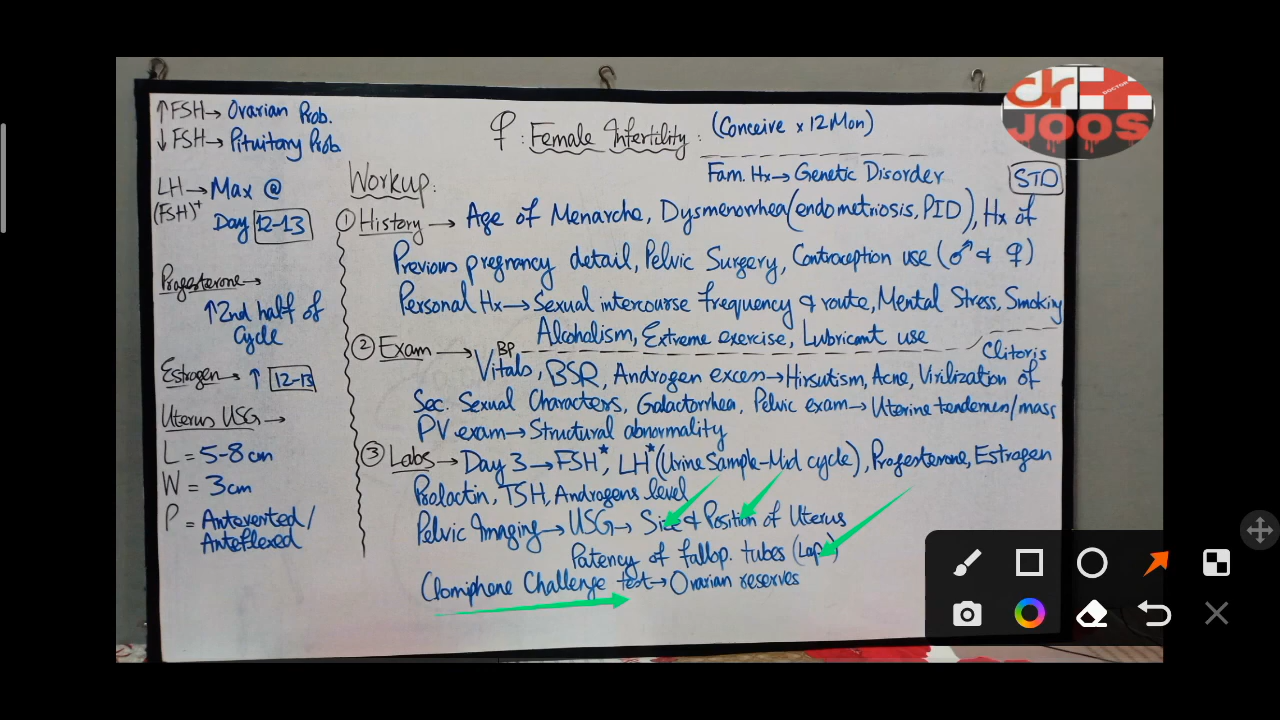 ↑FSH→ Ovarian Prob.
↓FSH→ Pituitary Prob.
LH→Max @
(FSH)+
Day 12-13
Progesterone→
↑2nd half of
Cycle
Estrogen→ ↑ 12-13
Uterus USG→
L = 5-8cm
W = 3cm
P = Anteverted/
Anteflexed
♀ : Female Infertility : (Conceive x 12Mon)
Fam. Hx→ Genetic Disorder
STD
Workup:
① History → Age of Menarche, Dysmenorrhea(endometriosis, PID), Hx of
Previous pregnancy detail, Pelvic Surgery, Contraception use (♂ & ♀)
Personal Hx→Sexual intercourse frequency & route, Mental Stress, Smoking
Alcoholism, Extreme exercise, Lubricant use
② Exam → Vitals, BSR, Androgen excess→Hirsutism, Acne, Virilization of
BP
Clitoris
Sec. Sexual Characters, Galactorrhea, Pelvic exam→ Uterine tenderness/mass
PV exam→ Structural abnormality
③ Labs→ Day 3→FSH*, LH*(Urine Sample-Mid cycle), Progesterone, Estrogen
Prolactin, TSH, Androgens level
Pelvic Imaging→ USG→ Size & Position of Uterus
Patency of fallop. tubes (Lap.)
Clomiphene Challenge test→Ovarian reserves
dr
DOCTOR
JOOS